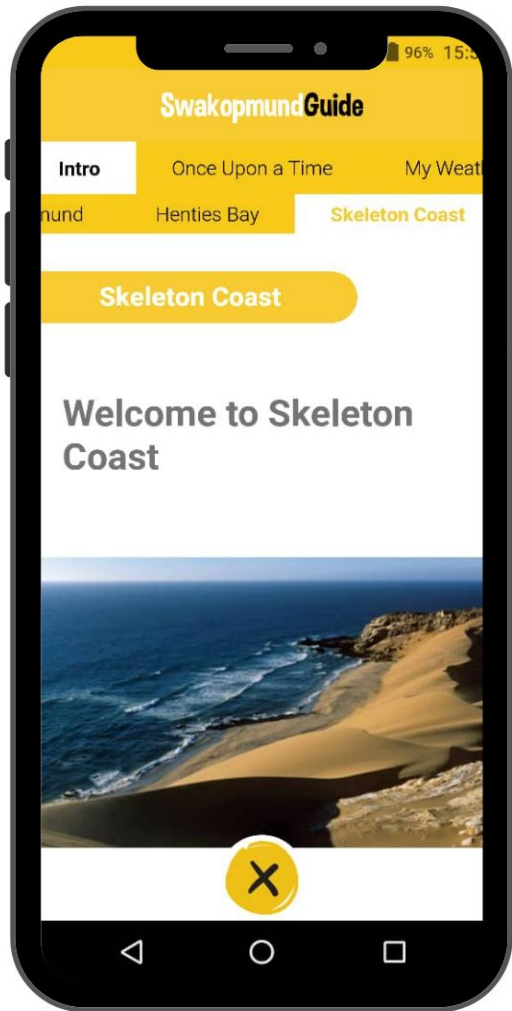 96% 15:5
SwakopmundGuide
Intro Once Upon a Time My Weat
mund Henties Bay Skeleton Coast
Skeleton Coast
Welcome to Skeleton
Coast